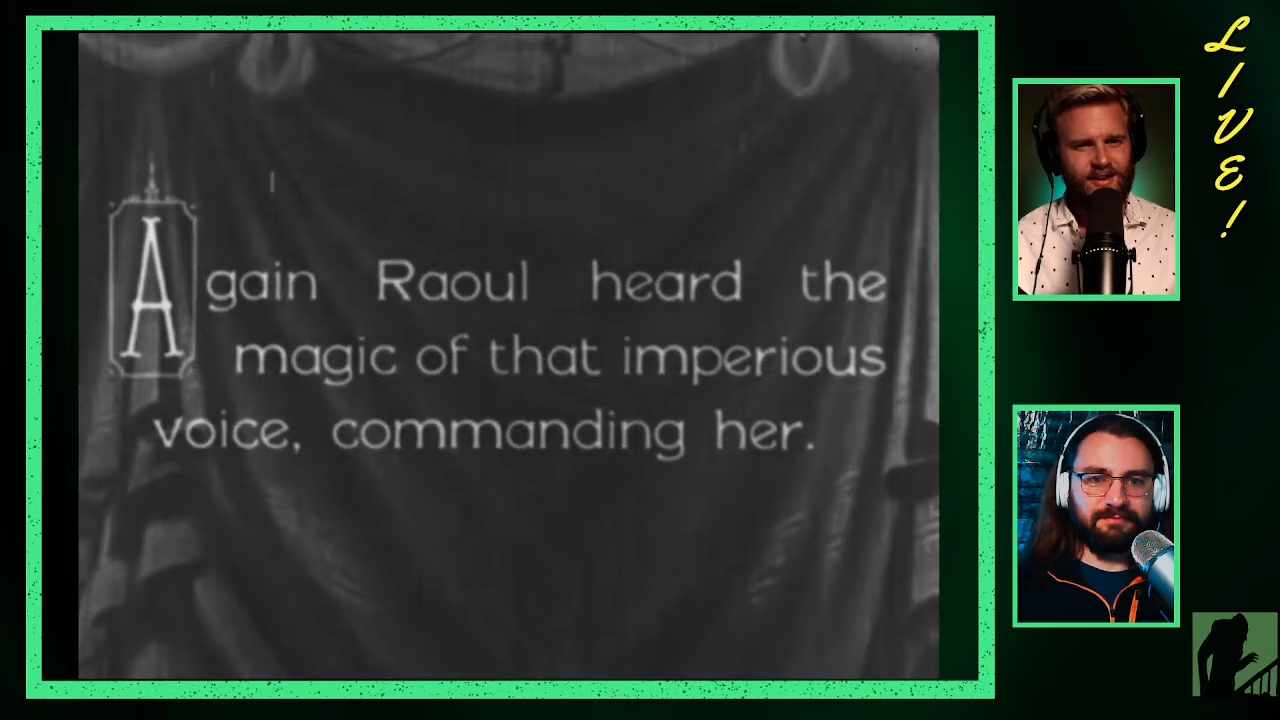 Again Raoul heard the
magic of that imperious
voice, commanding her.
LIVE!